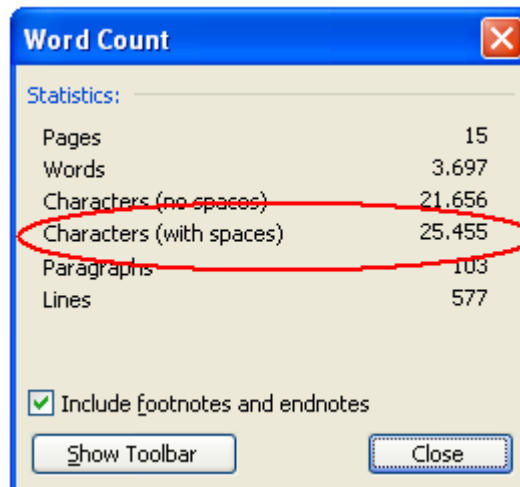 Word Count
Statistics:
Pages 15
Words 3.697
Characters (no spaces) 21.656
Characters (with spaces) 25.455
Paragraphs 103
Lines 577
Include footnotes and endnotes
Show Toolbar Close